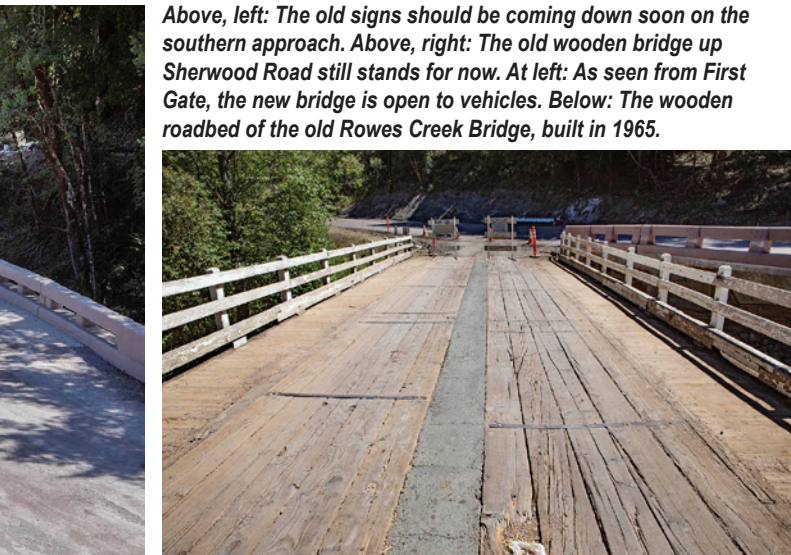 Above, left: The old signs should be coming down soon on the
southern approach. Above, right: The old wooden bridge up
Sherwood Road still stands for now. At left: As seen from First
Gate, the new bridge is open to vehicles. Below: The wooden
roadbed of the old Rowes Creek Bridge, built in 1965.